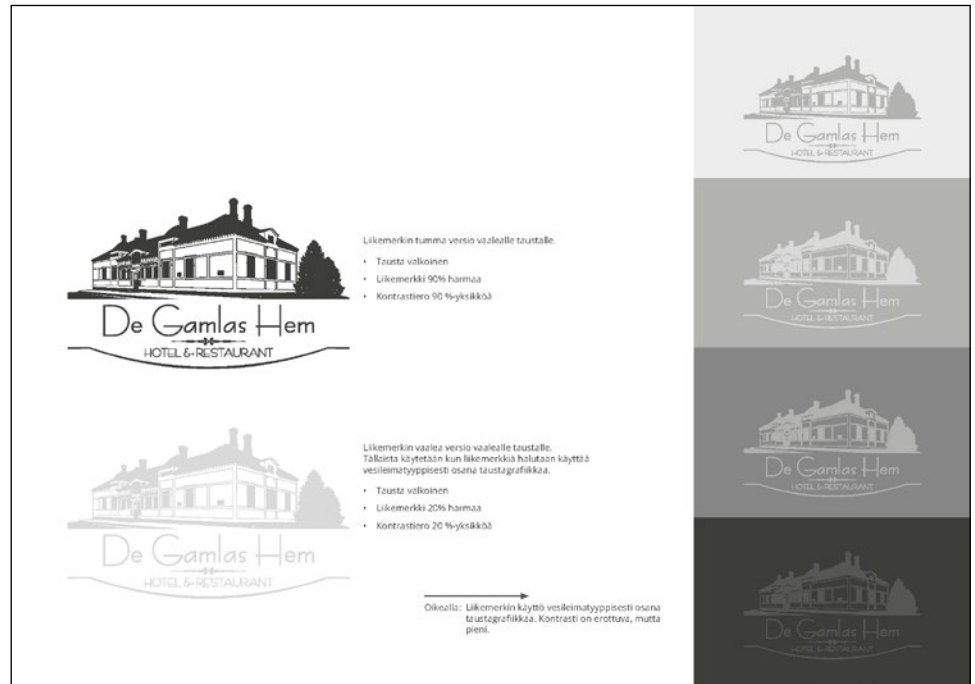 De Gamlas Hem
HOTEL & RESTAURANT
Liikemerkin tumma versio vaalealle taustalle.
• Tausta valkoinen
• Liikemerkki 90% harmaa
• Kontrastiero 90 %-yksikköä
De Gamlas Hem
HOTEL & RESTAURANT
Liikemerkin vaalea versio vaalealle taustalle.
Tällaista käytetään kun liikemerkkiä halutaan käyttää
vesileimatyyppisesti osana taustagrafiikkaa.
• Tausta valkoinen
• Liikemerkki 20% harmaa
• Kontrastiero 20 %-yksikköä
Oikealla: Liikemerkin käyttö vesileimatyyppisesti osana
taustagrafiikkaa. Kontrasti on erottuva, mutta
pieni.
De Gamlas Hem
HOTEL & RESTAURANT
De Gamlas Hem
HOTEL & RESTAURANT
De Gamlas Hem
HOTEL & RESTAURANT
De Gamlas Hem
HOTEL & RESTAURANT